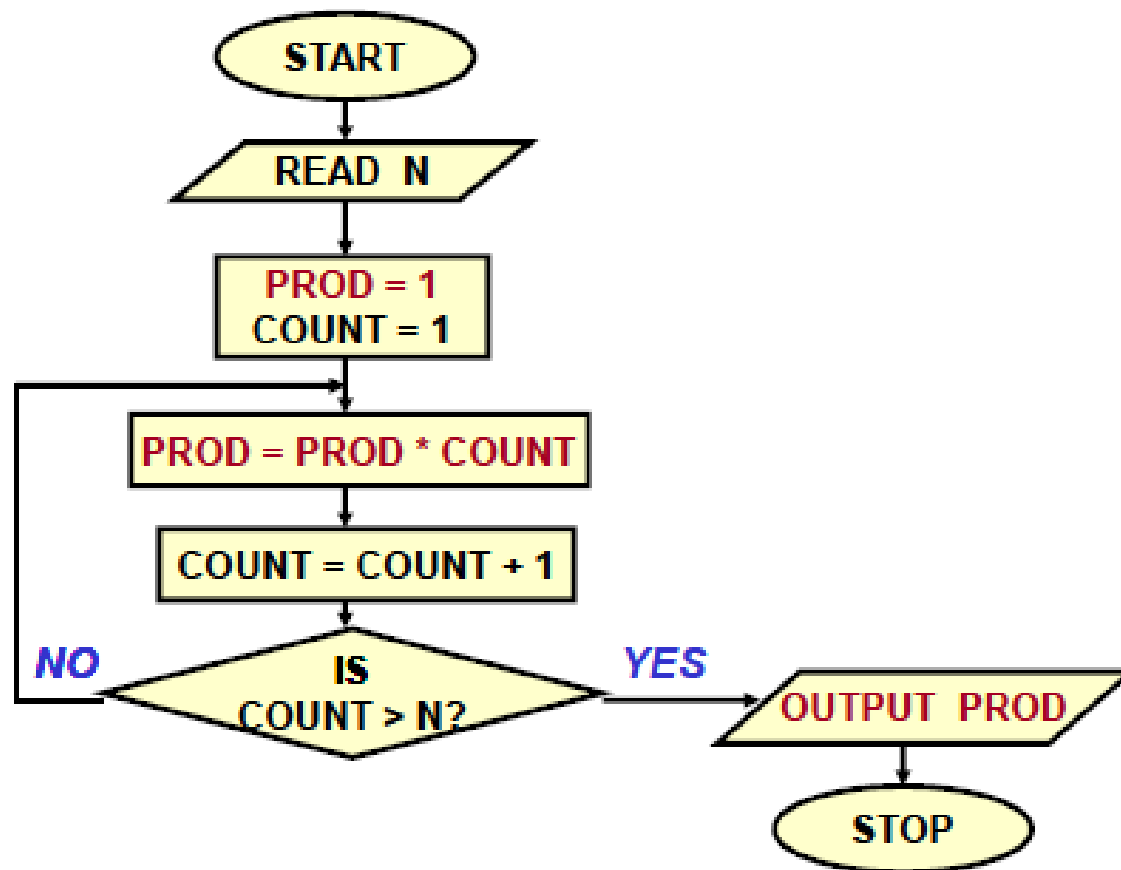 START
READ N
PROD = 1
COUNT = 1
PROD = PROD * COUNT
COUNT = COUNT + 1
IS
COUNT > N?
NO
YES
OUTPUT PROD
STOP